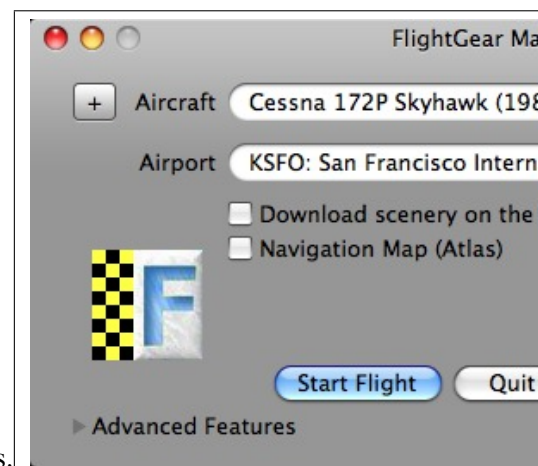 FlightGear Ma
+ Aircraft Cessna 172P Skyhawk (198
Airport KSFO: San Francisco Intern
Download scenery on the
Navigation Map (Atlas)
F
Start Flight Quit
Advanced Features
s.